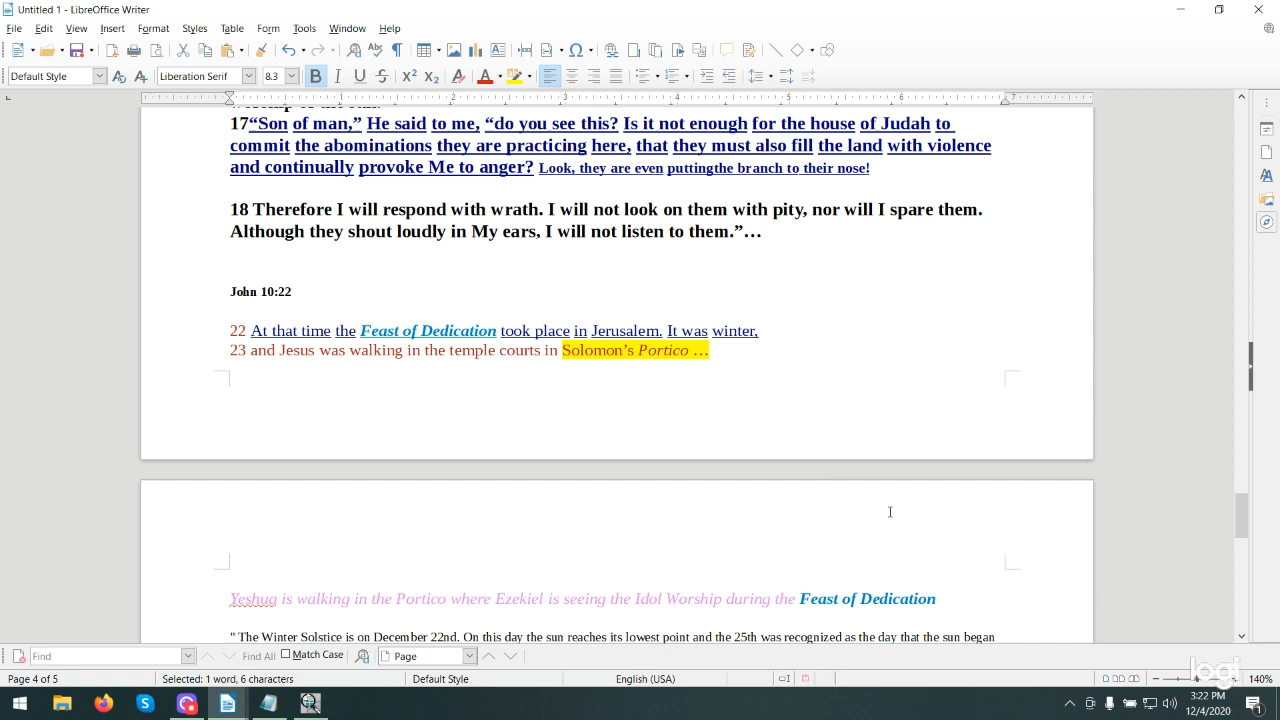 Untitled 1 - LibreOffice Writer
File Edit View Insert Format Styles Table Form Tools Window Help
Default Style Liberation Serif 8.3
1 2 3 4 5 6 7
17“Son of man,” He said to me, “do you see this? Is it not enough for the house of Judah to
commit the abominations they are practicing here, that they must also fill the land with violence
and continually provoke Me to anger? Look, they are even puttingthe branch to their nose!
18 Therefore I will respond with wrath. I will not look on them with pity, nor will I spare them.
Although they shout loudly in My ears, I will not listen to them.”…
John 10:22
22 At that time the Feast of Dedication took place in Jerusalem. It was winter,
23 and Jesus was walking in the temple courts in Solomon’s Portico …
Yeshua is walking in the Portico where Ezekiel is seeing the Idol Worship during the Feast of Dedication
" The Winter Solstice is on December 22nd. On this day the sun reaches its lowest point and the 25th was recognized as the day that the sun began
Find Find All Match Case Page
Page 4 of 5 Selected: 1 word, 6 characters Default Style English (USA) 140%
logi
3:22 PM
12/4/2020
1